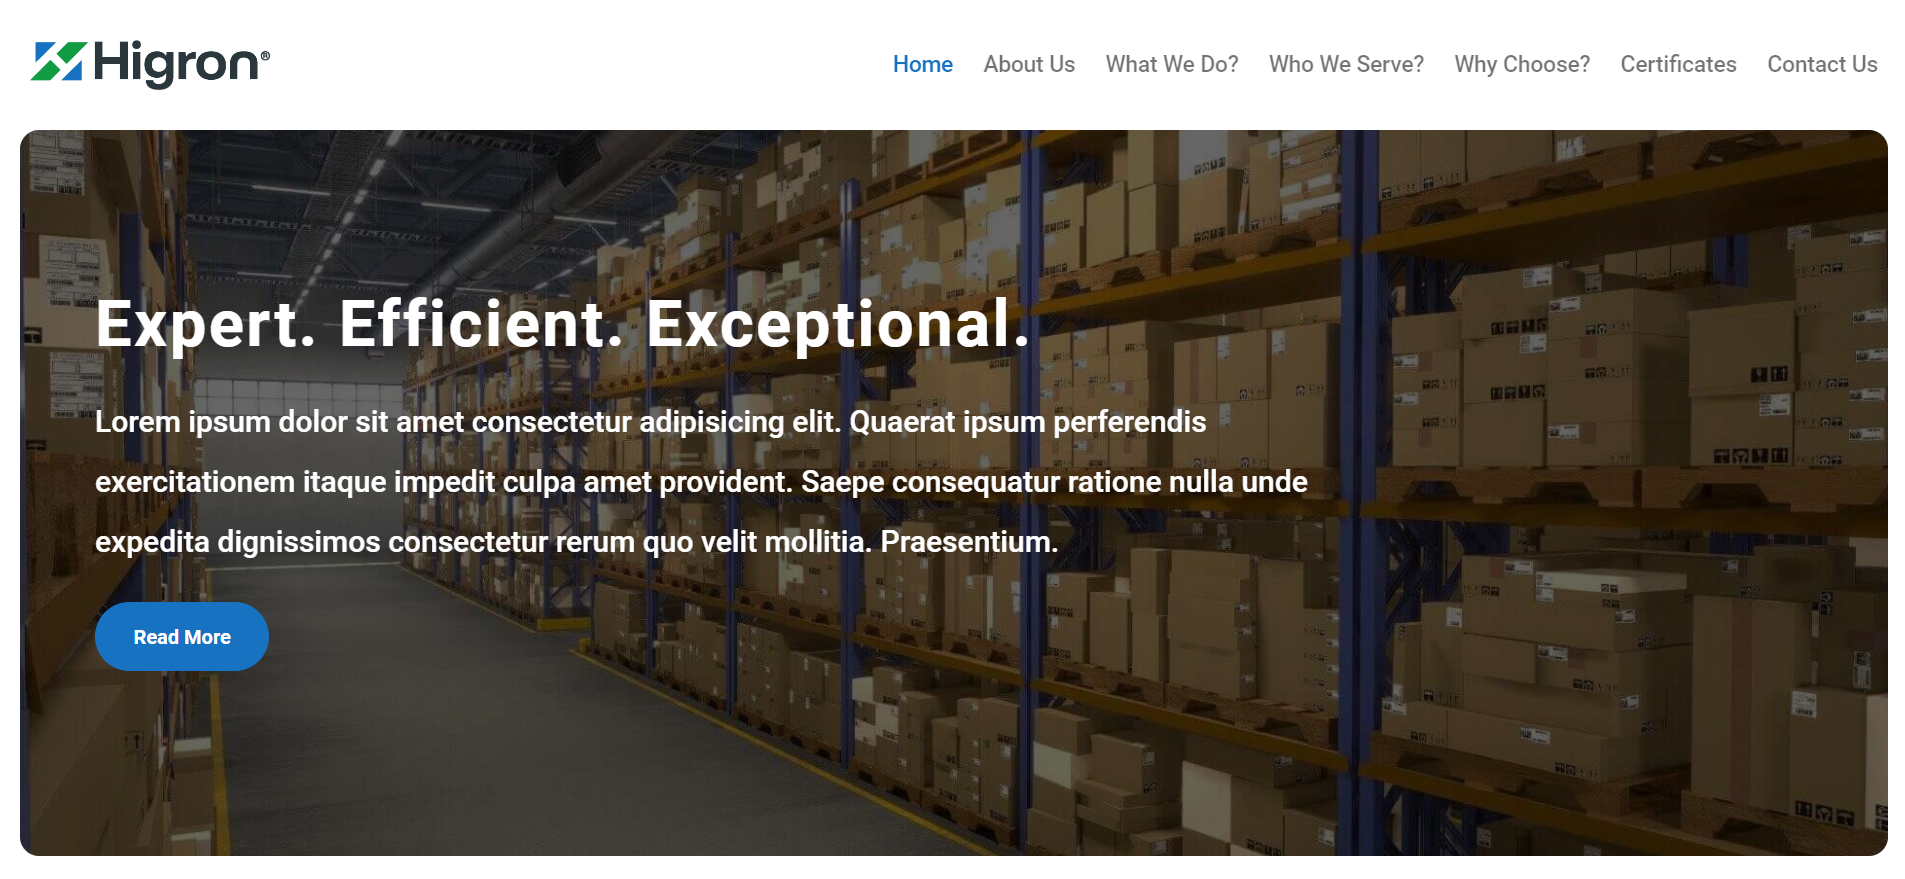 Higron®
Home About Us What We Do? Who We Serve? Why Choose? Certificates Contact Us
Expert. Efficient. Exceptional.
Lorem ipsum dolor sit amet consectetur adipisicing elit. Quaerat ipsum perferendis
exercitationem itaque impedit culpa amet provident. Saepe consequatur ratione nulla unde
expedita dignissimos consectetur rerum quo velit mollitia. Praesentium.
Read More